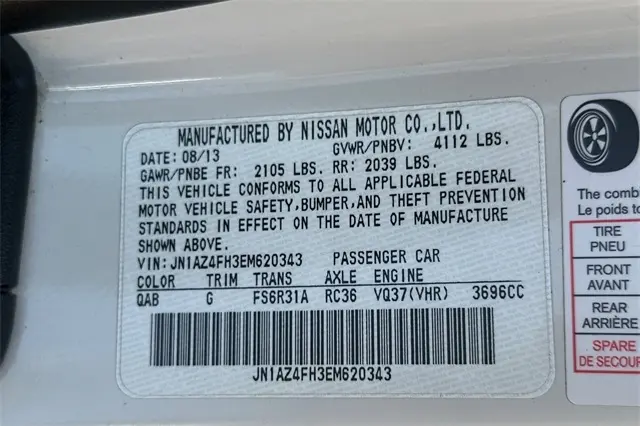 MANUFACTURED BY NISSAN MOTOR CO.,LTD.
DATE: 08/13 GVWR/PNBV: 4112 LBS.
GAWR/PNBE FR: 2105 LBS. RR: 2039 LBS.
THIS VEHICLE CONFORMS TO ALL APPLICABLE FEDERAL
MOTOR VEHICLE SAFETY,BUMPER,AND THEFT PREVENTION
STANDARDS IN EFFECT ON THE DATE OF MANUFACTURE
SHOWN ABOVE.
VIN: JN1AZ4FH3EM620343 PASSENGER CAR
COLOR TRIM TRANS AXLE ENGINE
QAB G FS6R31A RC36 VQ37(VHR) 3696CC
JN1AZ4FH3EM620343
The comb
Le poids to
TIRE
PNEU
FRONT
AVANT
REAR
ARRIÈRE
SPARE
DE SECOUR